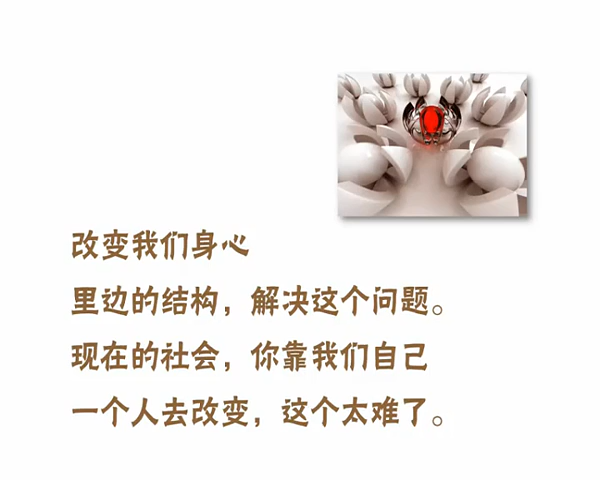 改变我们身心
里边的结构，解决这个问题。
现在的社会，你靠我们自己
一个人去改变，这个太难了。